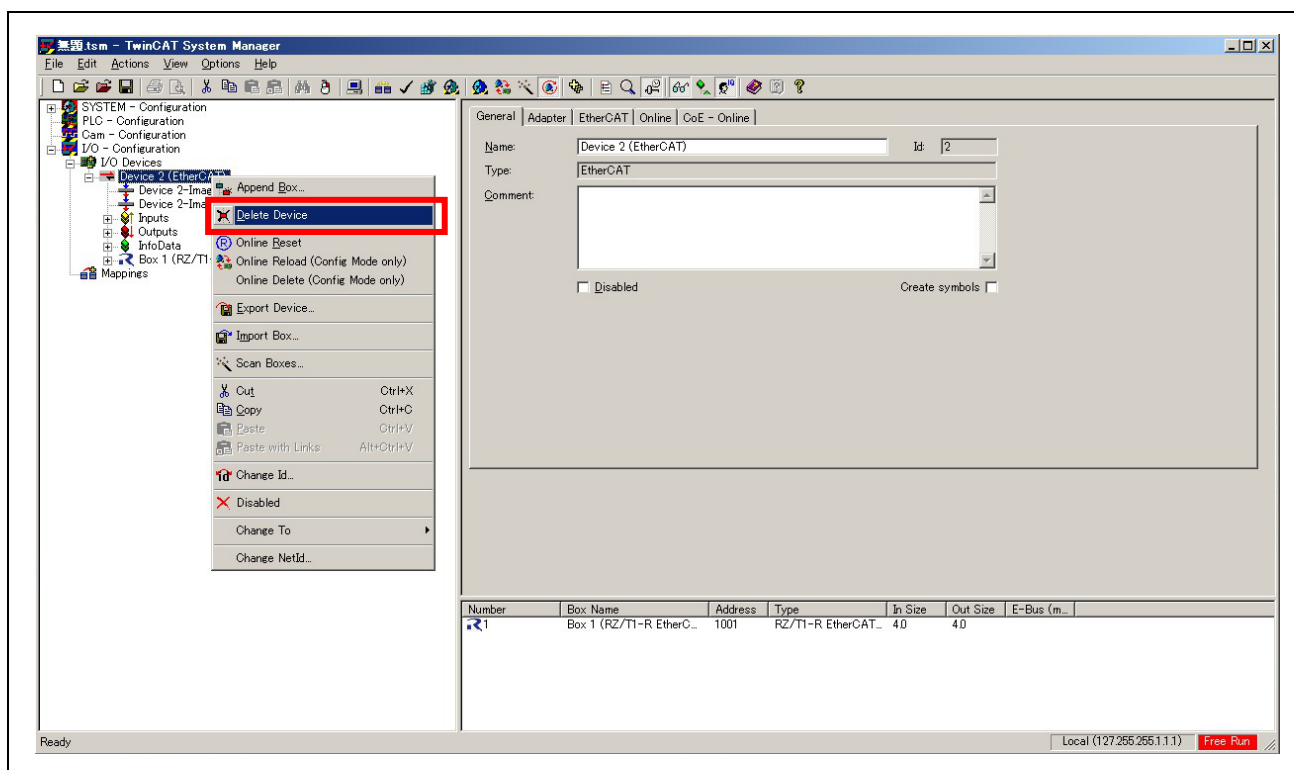 無題.tsm - TwinCAT System Manager
File Edit Actions View Options Help
SYSTEM - Configuration
PLC - Configuration
Cam - Configuration
I/O - Configuration
I/O Devices
Device 2 (EtherCAT)
Device 2-Imag
Device 2-Ima
Inputs
Outputs
InfoData
Box 1 (RZ/T1-
Mappings
Append Box...
Delete Device
Online Reset
Online Reload (Config Mode only)
Online Delete (Config Mode only)
Export Device...
Import Box...
Scan Boxes...
Cut Ctrl+X
Copy Ctrl+C
Paste Ctrl+V
Paste with Links Alt+Ctrl+V
Change Id...
Disabled
Change To
Change NetId...
General Adapter EtherCAT Online CoE - Online
Name: Device 2 (EtherCAT) Id: 2
Type: EtherCAT
Comment:
Disabled Create symbols
Number Box Name Address Type In Size Out Size E-Bus (m...
1 Box 1 (RZ/T1-R EtherC... 1001 RZ/T1-R EtherCAT... 4.0 4.0
Ready Local (127.255.255.1.1.1) Free Run